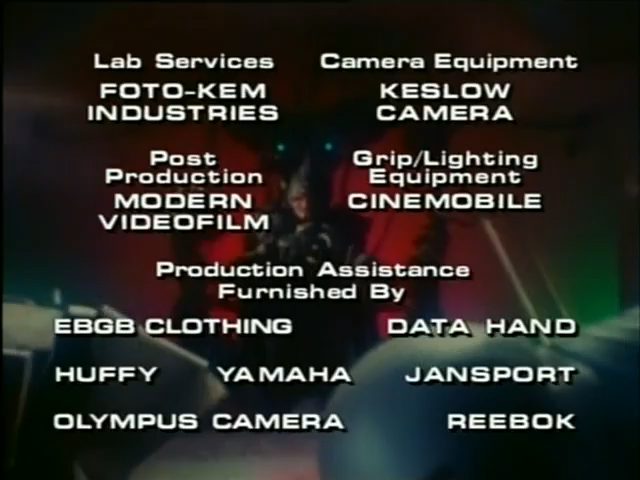 Lab Services
FOTO-KEM
INDUSTRIES
Camera Equipment
KESLOW
CAMERA
Post
Production
MODERN
VIDEOFILM
Grip/Lighting
Equipment
CINEMOBILE
Production Assistance
Furnished By
EBGB CLOTHING
DATA HAND
HUFFY
YAMAHA
JANSPORT
OLYMPUS CAMERA
REEBOK